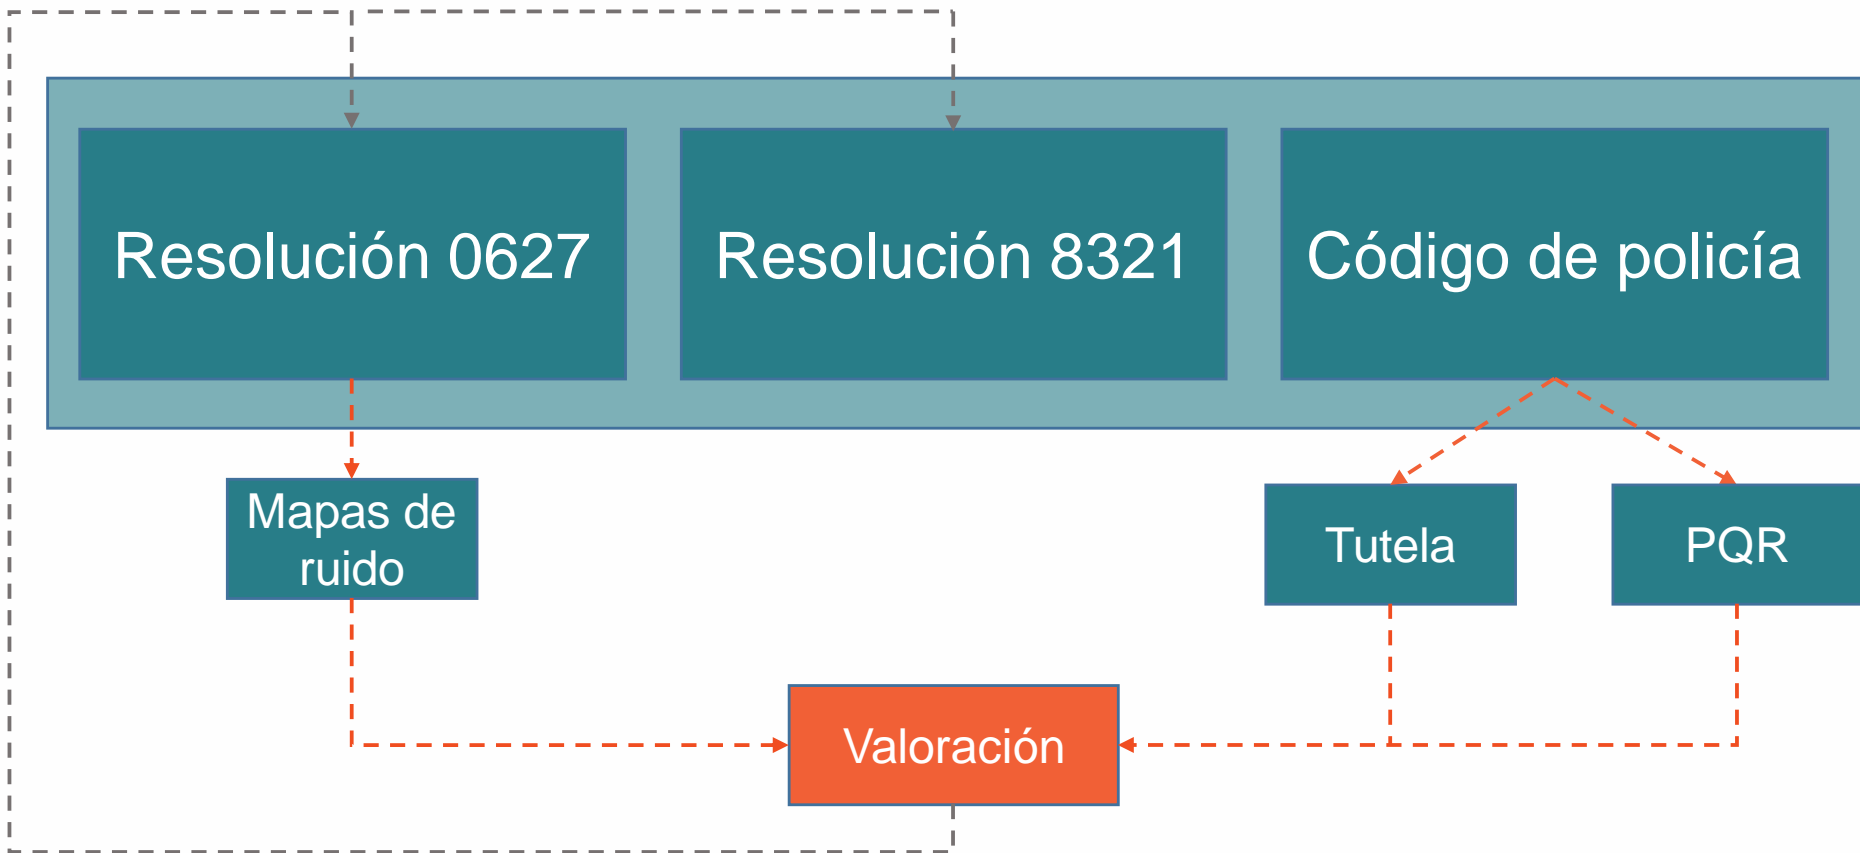 Resolución 0627
Resolución 8321
Código de policía
Mapas de
ruido
Tutela
PQR
Valoración